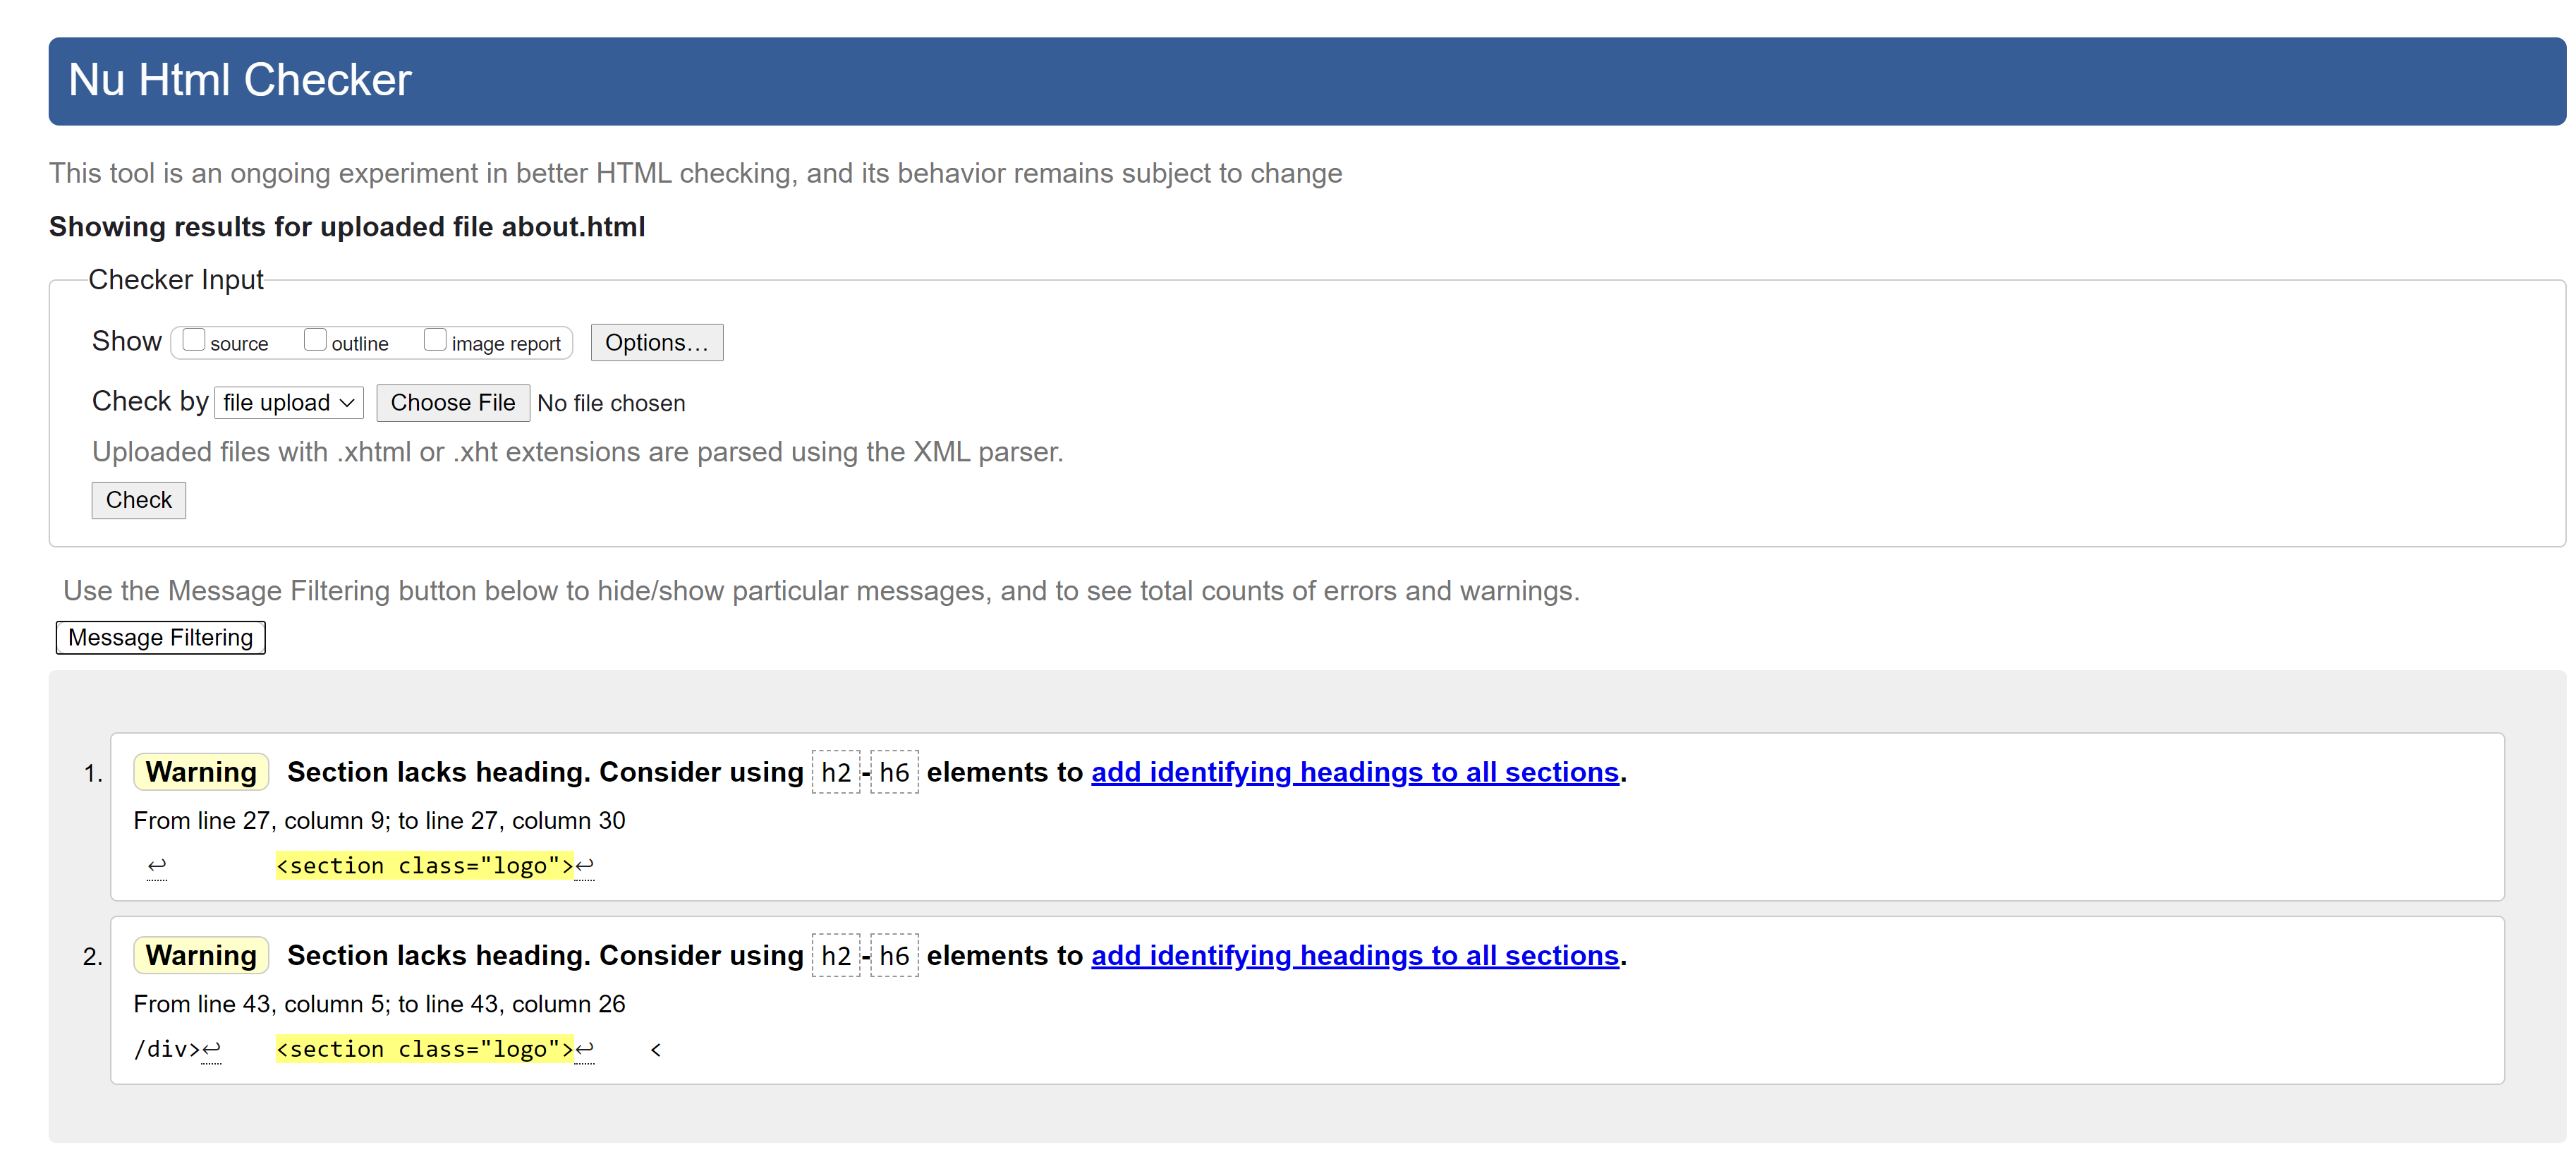 Nu Html Checker
This tool is an ongoing experiment in better HTML checking, and its behavior remains subject to change
Showing results for uploaded file about.html
Checker Input
Show source outline image report Options...
Check by file upload Choose File No file chosen
Uploaded files with .xhtml or .xht extensions are parsed using the XML parser.
Check
Use the Message Filtering button below to hide/show particular messages, and to see total counts of errors and warnings.
Message Filtering
1. Warning Section lacks heading. Consider using h2-h6 elements to add identifying headings to all sections.
From line 27, column 9; to line 27, column 30
↩ <section class="logo">↩
2. Warning Section lacks heading. Consider using h2-h6 elements to add identifying headings to all sections.
From line 43, column 5; to line 43, column 26
/div>↩ <section class="logo">↩ <